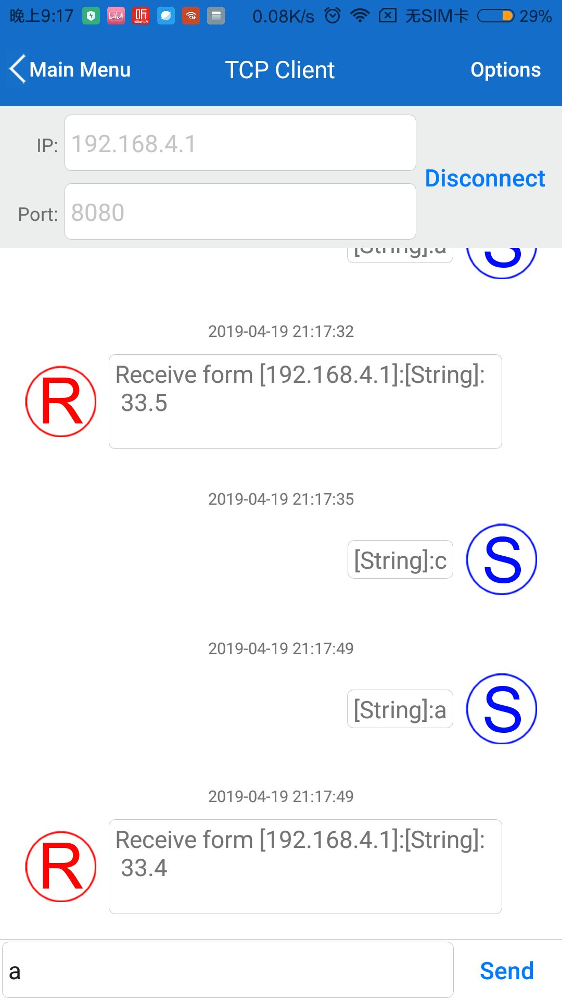 晚上9:17 0.08K/s 无SIM卡 29%
Main Menu TCP Client Options
IP: 192.168.4.1
Disconnect
Port: 8080
[String]:a S
2019-04-19 21:17:32
R Receive form [192.168.4.1]:[String]:
33.5
2019-04-19 21:17:35
[String]:c S
2019-04-19 21:17:49
[String]:a S
2019-04-19 21:17:49
R Receive form [192.168.4.1]:[String]:
33.4
a Send